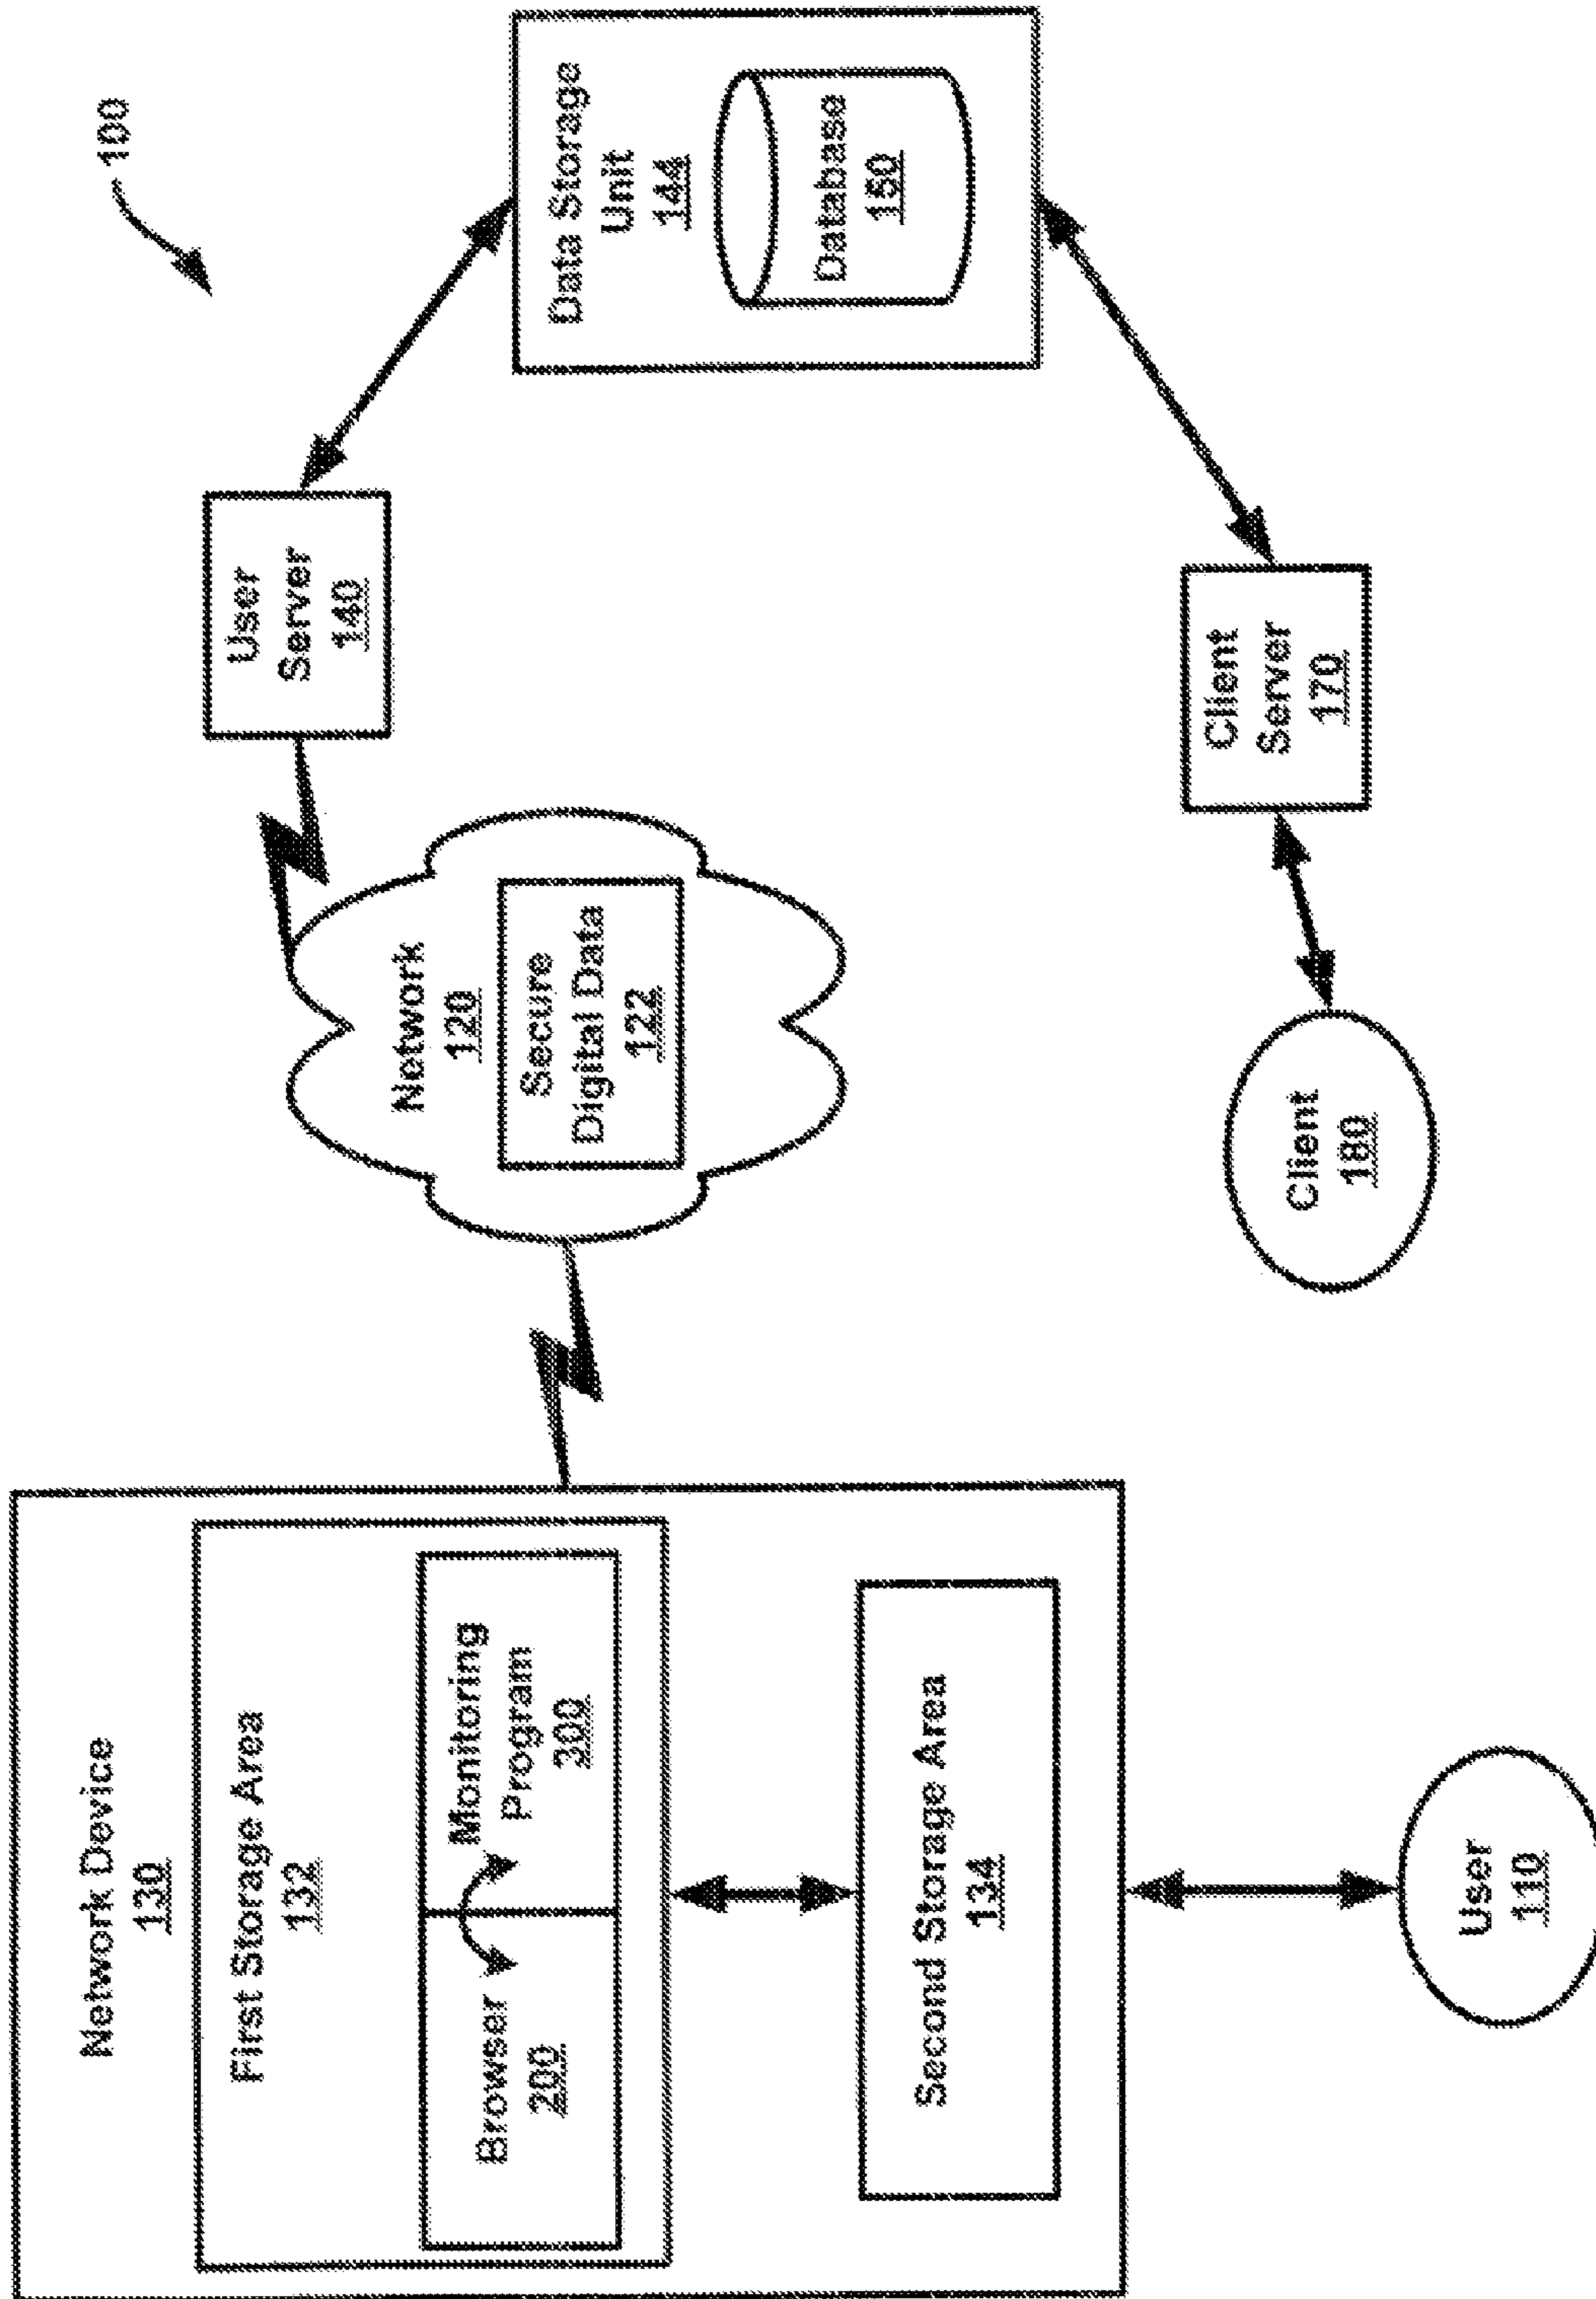 100
Network Device
130
First Storage Area
132
Browser
200
Monitoring
Program
300
Second Storage Area
134
User
110
Network
120
Secure
Digital Data
122
User
Server
140
Data Storage
Unit
144
Database
150
Client
Server
170
Client
180